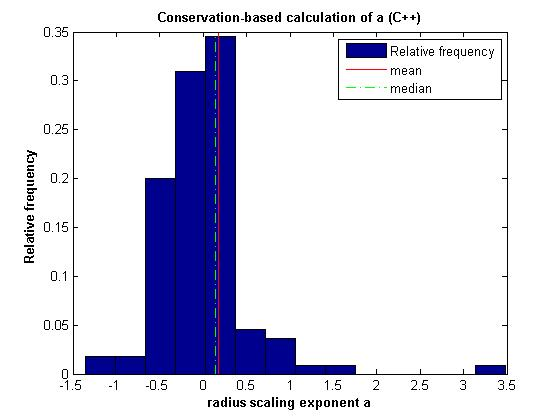 Conservation-based calculation of a (C++)
Relative frequency
mean
median
0.35
0.3
0.25
0.2
0.15
0.1
0.05
0
Relative frequency
-1.5 -1 -0.5 0 0.5 1 1.5 2 2.5 3 3.5
radius scaling exponent a